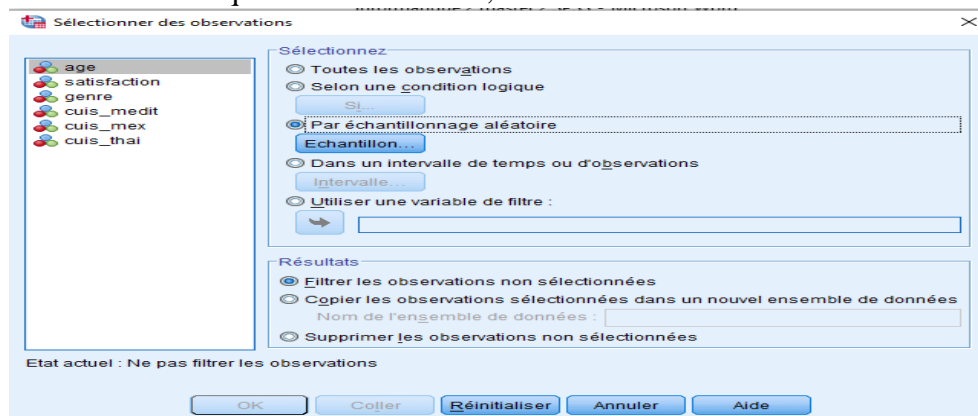 Sélectionner des observations
age
satisfaction
genre
cuis_medit
cuis_mex
cuis_thai
Sélectionnez
Toutes les observations
Selon une condition logique
Si...
Par échantillonnage aléatoire
Echantillon...
Dans un intervalle de temps ou d'observations
Intervalle...
Utiliser une variable de filtre :
Résultats
Filtrer les observations non sélectionnées
Copier les observations sélectionnées dans un nouvel ensemble de données
Nom de l'ensemble de données :
Supprimer les observations non sélectionnées
Etat actuel : Ne pas filtrer les observations
OK Coller Réinitialiser Annuler Aide